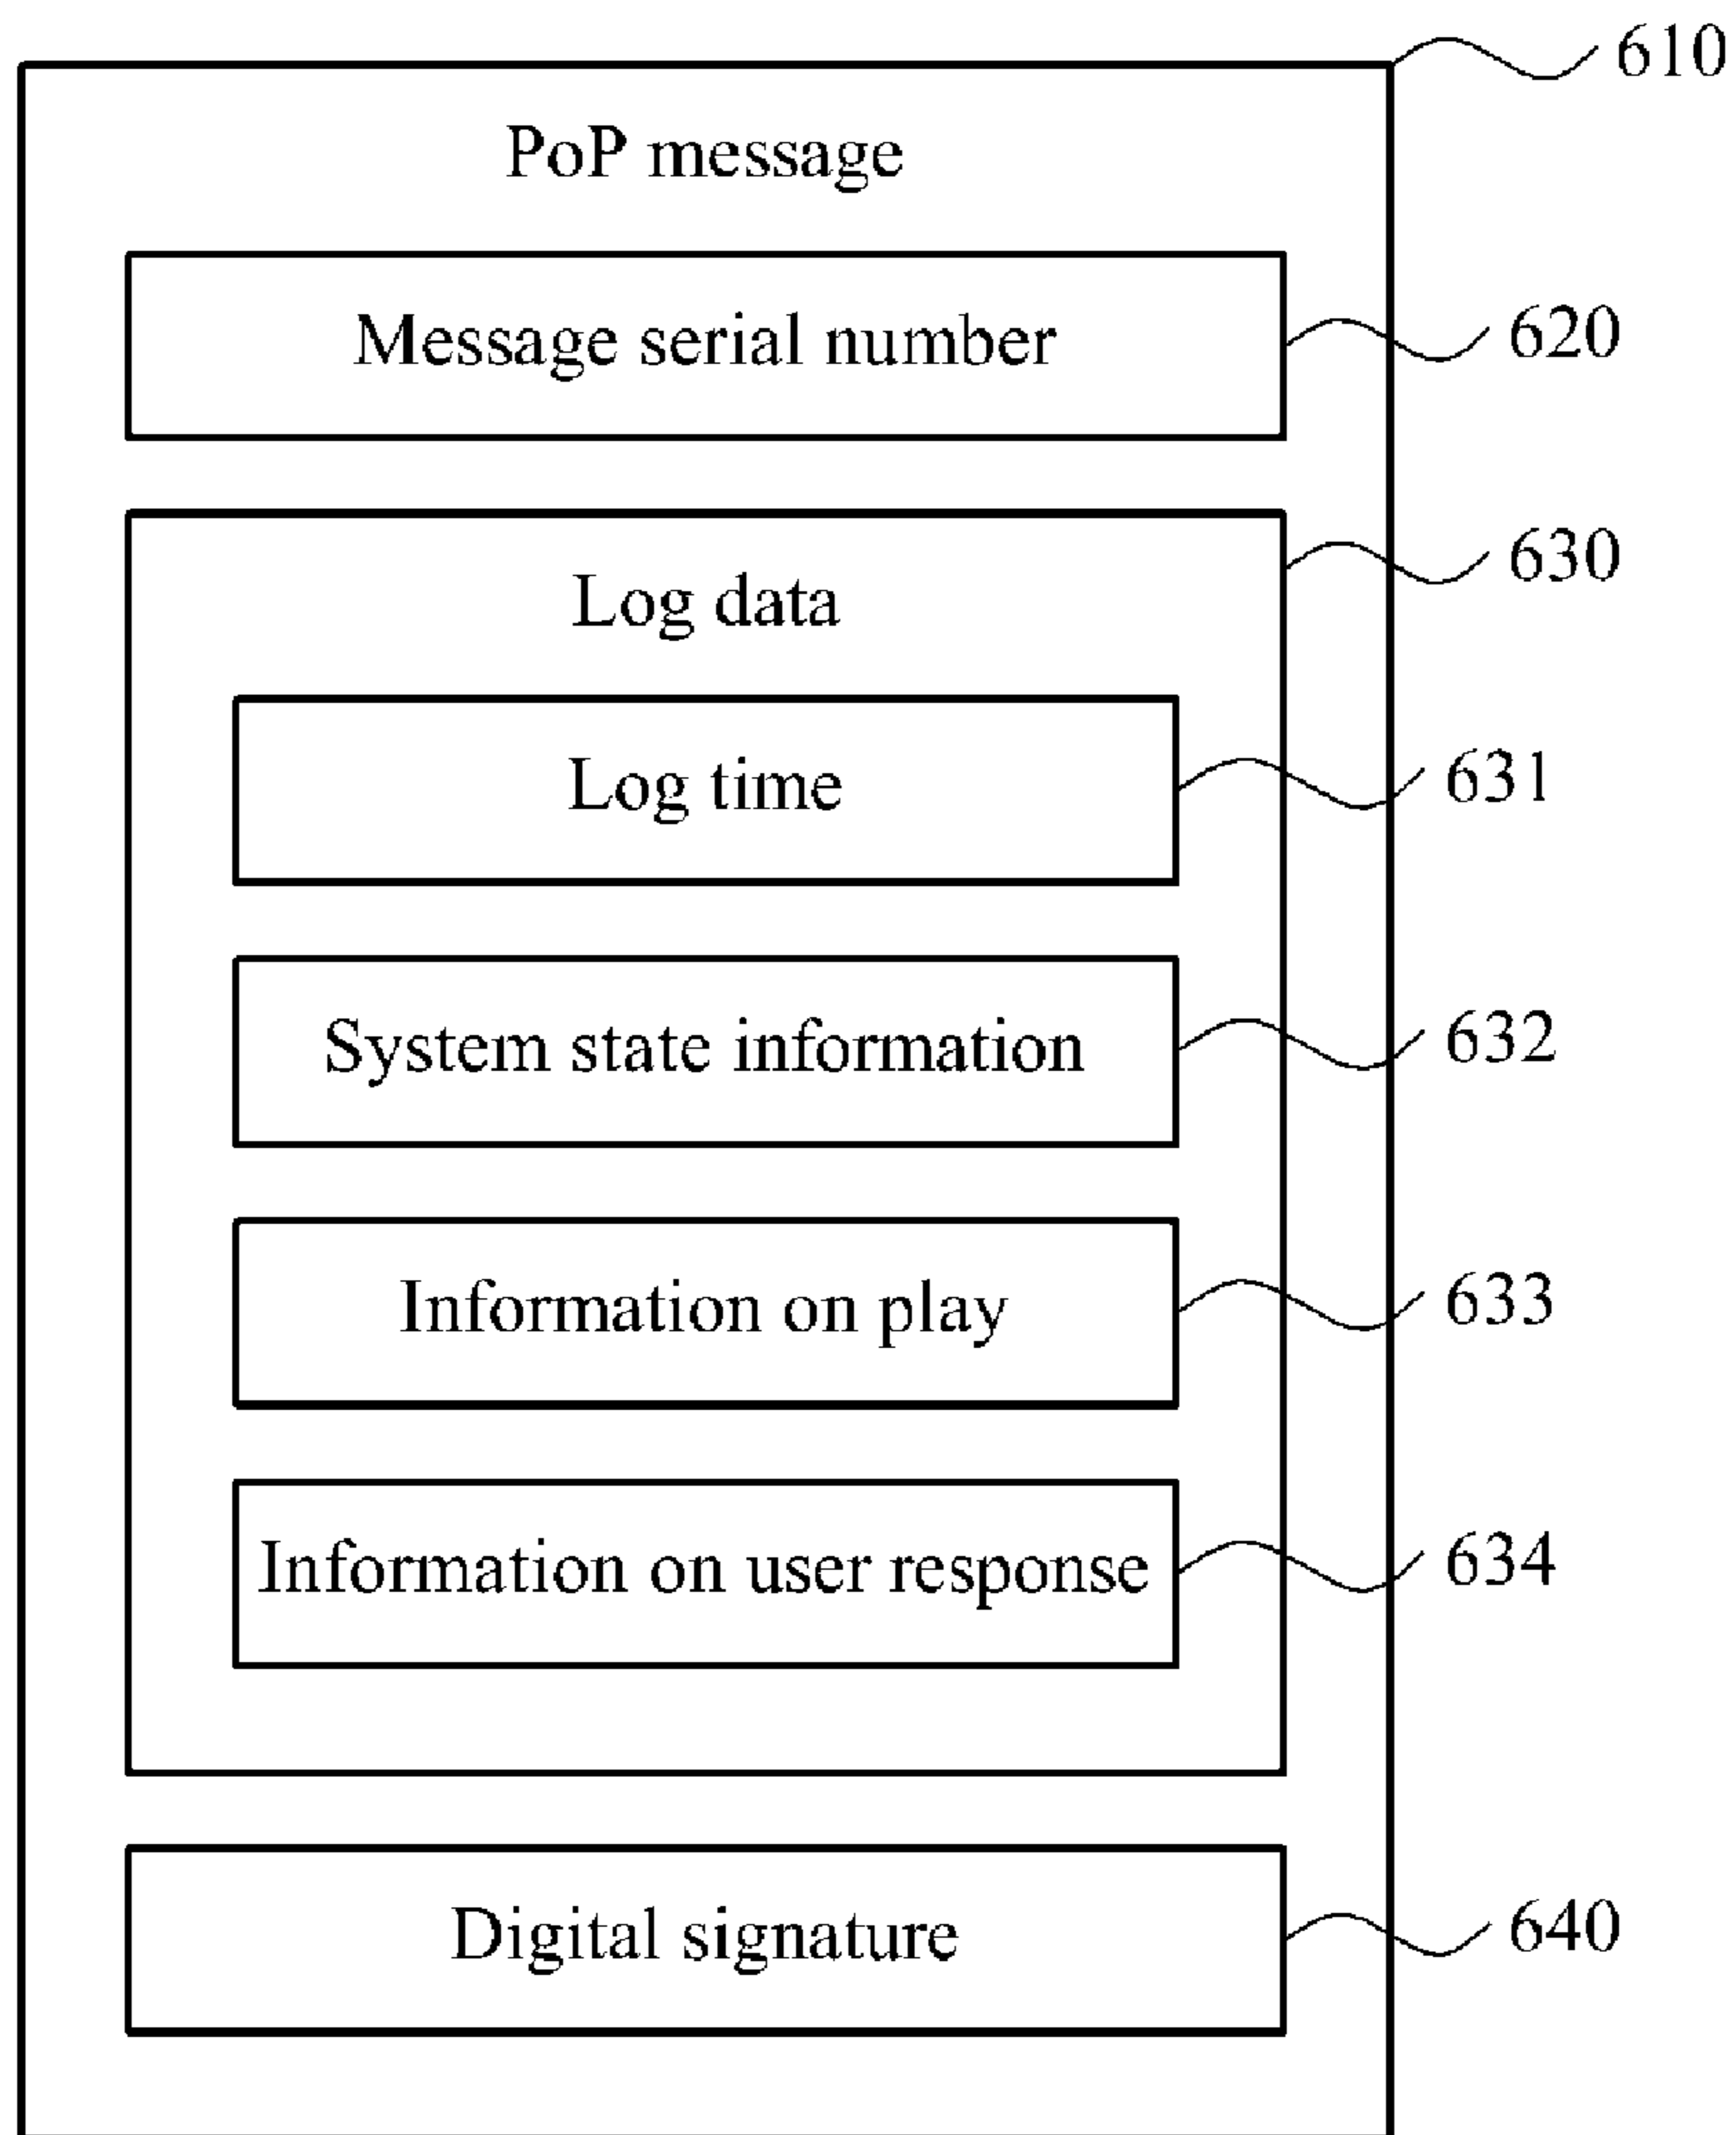 610
PoP message
Message serial number
620
630
Log data
Log time
631
System state information
632
Information on play
633
Information on user response
634
Digital signature
640